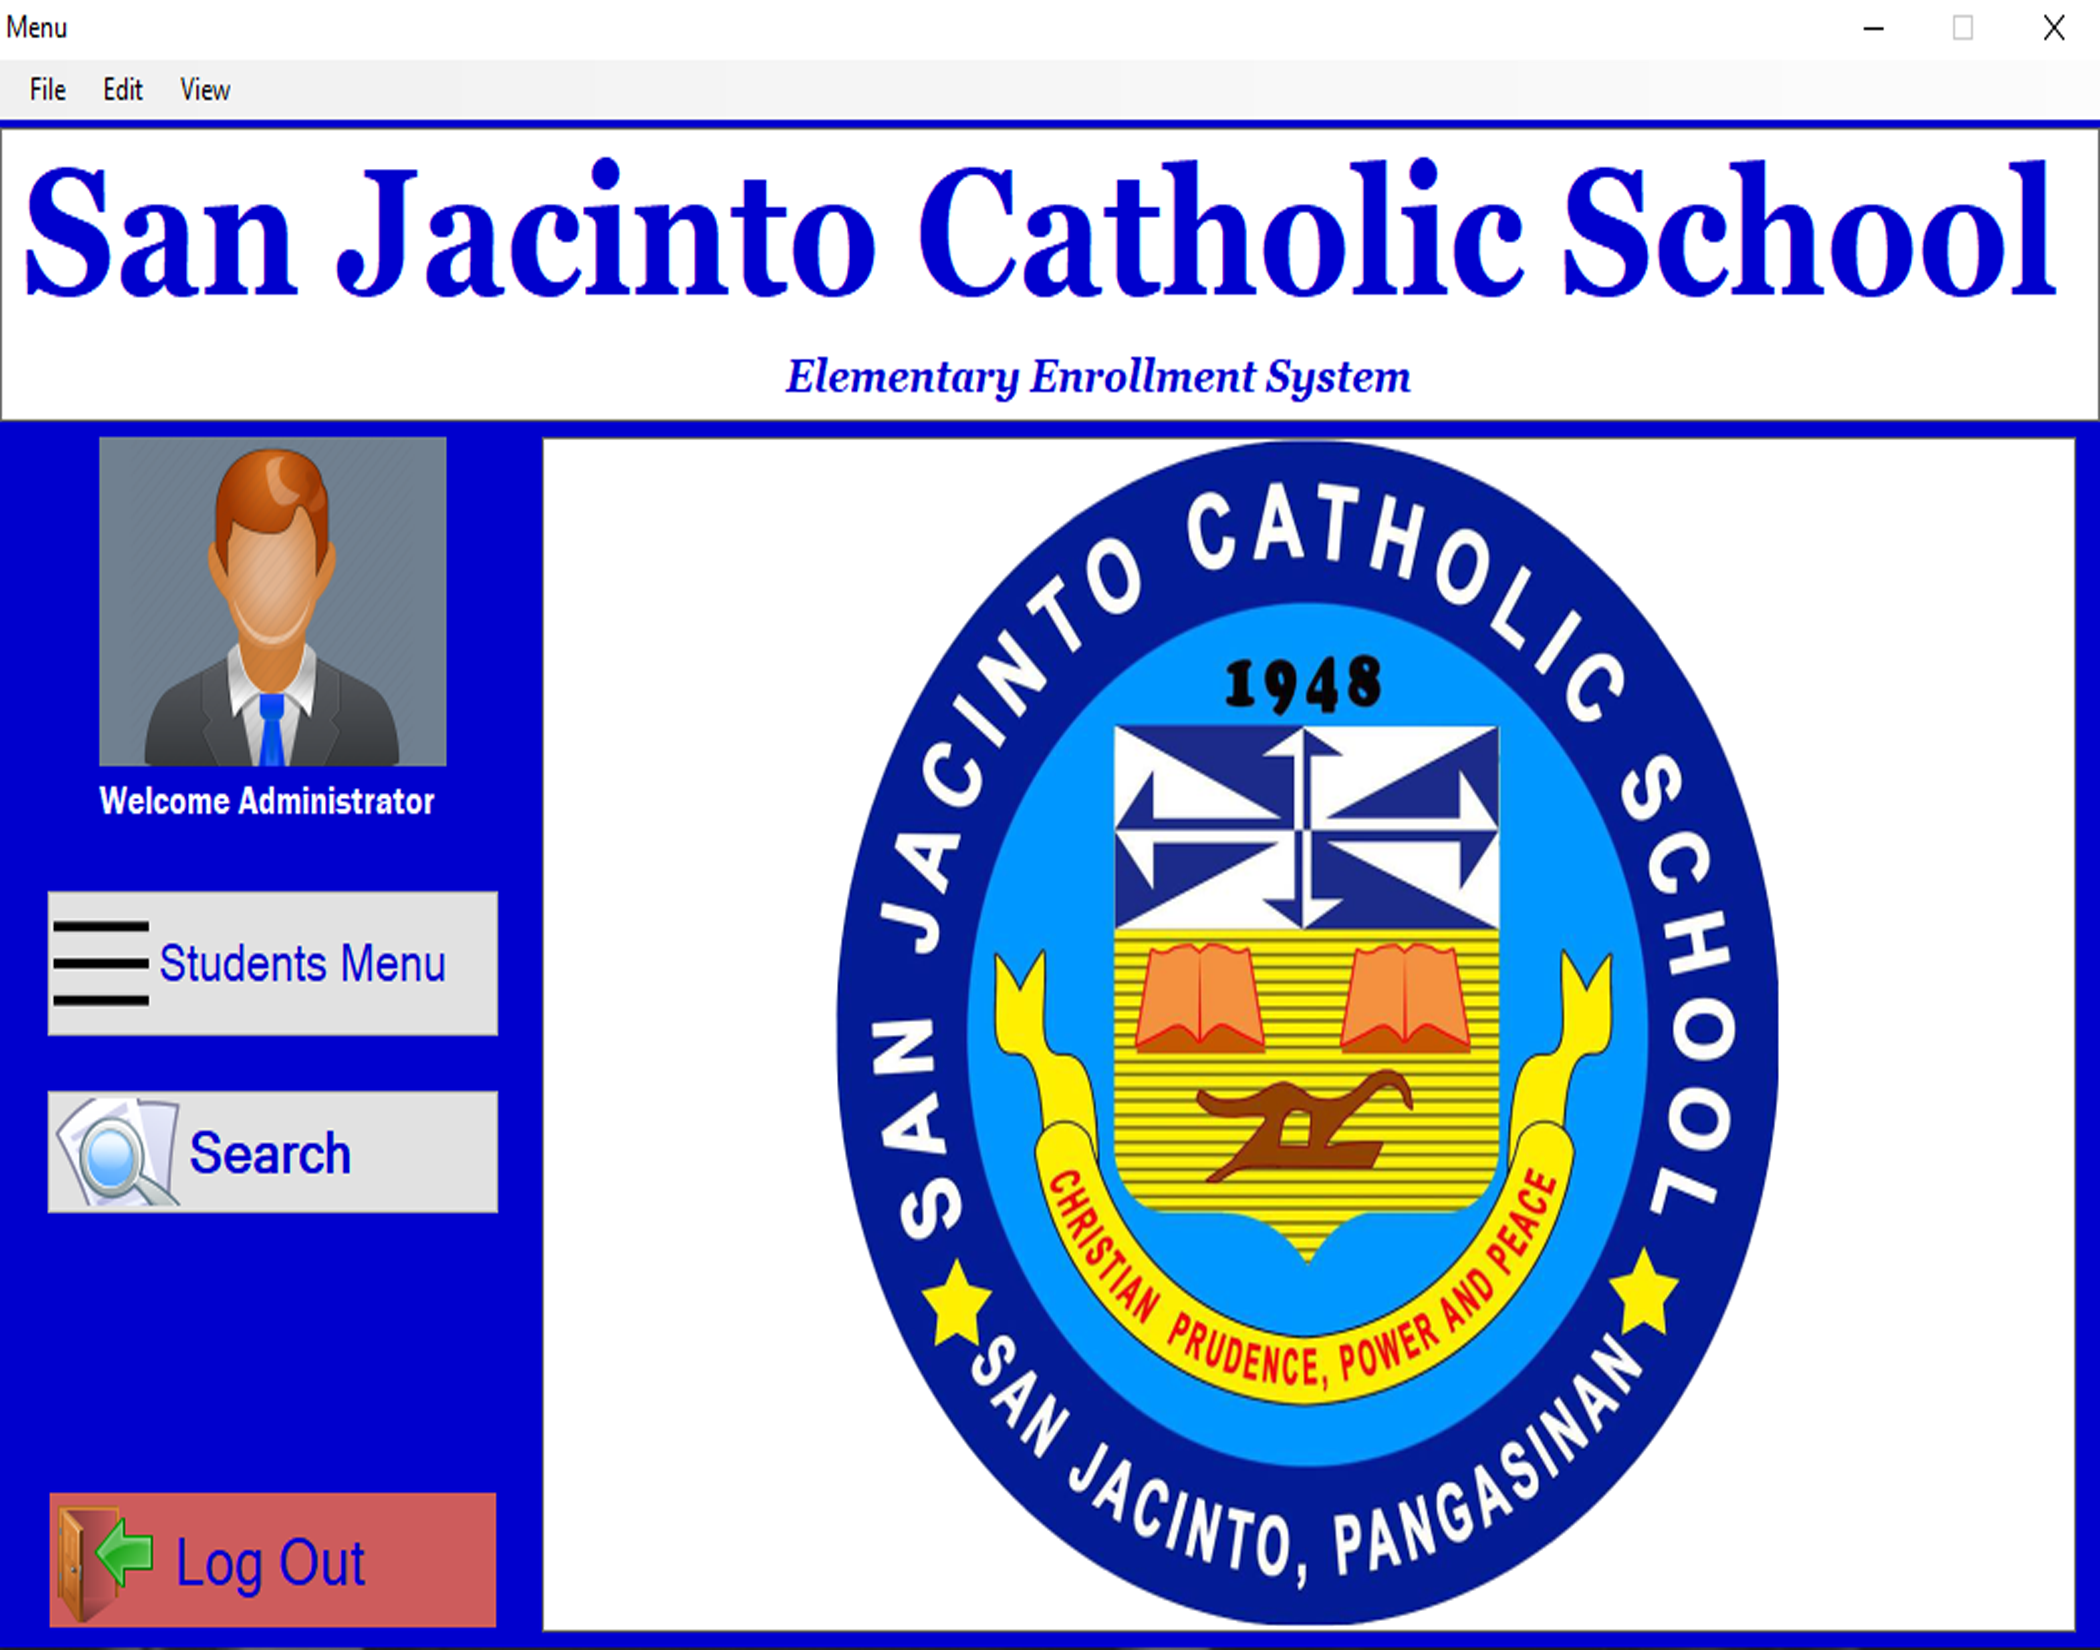 Menu
File Edit View
San Jacinto Catholic School
Elementary Enrollment System
Welcome Administrator
Students Menu
Search
Log Out
SAN JACINTO CATHOLIC SCHOOL
1948
CHRISTIAN PRUDENCE, POWER AND PEACE
SAN JACINTO, PANGASINAN